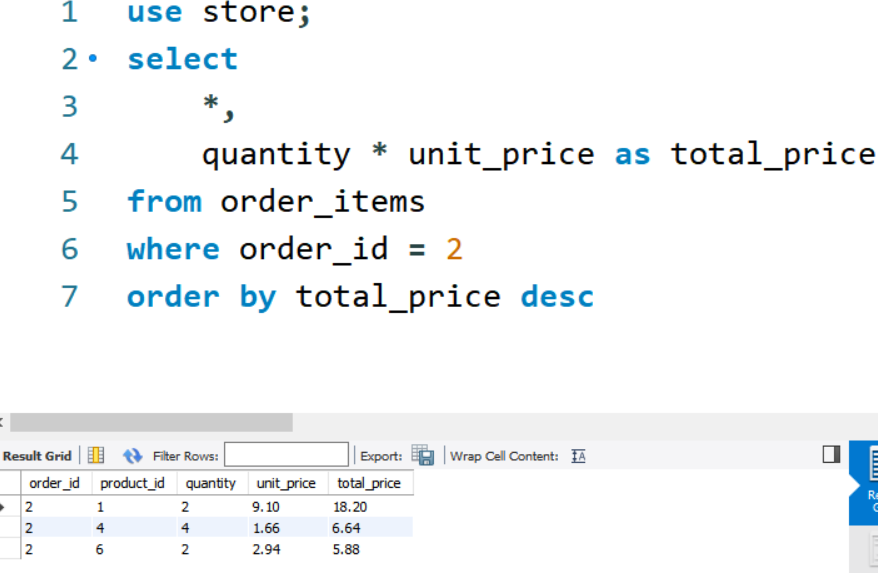 1 use store;
2 select
3 *,
4 quantity * unit_price as total_price
5 from order_items
6 where order_id = 2
7 order by total_price desc
Result Grid Filter Rows: Export: Wrap Cell Content: IA
order_id product_id quantity unit_price total_price
2 1 2 9.10 18.20
2 4 4 1.66 6.64
2 6 2 2.94 5.88